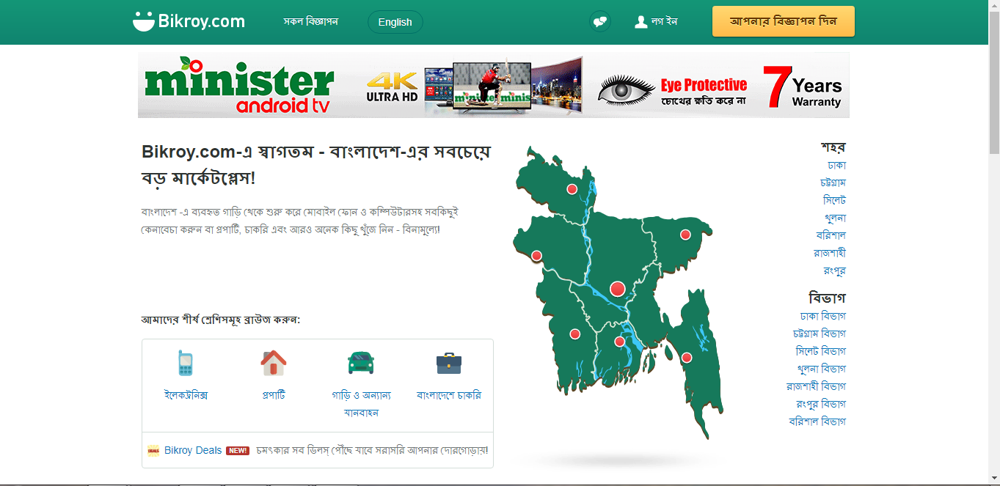 Bikroy.com
সকল বিজ্ঞাপন
English
লগ ইন
আপনার বিজ্ঞাপন দিন
minister
android tv
4K
ULTRA HD
Eye Protective
চোখের ক্ষতি করে না
7 Years
Warranty
Bikroy.com-এ স্বাগতম - বাংলাদেশ-এর সবচেয়ে
বড় মার্কেটপ্লেস!
বাংলাদেশ -এ ব্যবহৃত গাড়ি থেকে শুরু করে মোবাইল ফোন ও কম্পিউটারসহ সবকিছুই
কেনাবেচা করুন বা প্রপার্টি, চাকরি এবং আরও অনেক কিছু খুঁজে নিন - বিনামূল্যে!
আমাদের শীর্ষ শ্রেণিসমূহ ব্রাউজ করুন:
ইলেকট্রনিক্স
প্রপার্টি
গাড়ি ও অন্যান্য
যানবাহন
বাংলাদেশে চাকরি
DEALS
Bikroy Deals NEW! চমৎকার সব ডিলস্ পৌঁছে যাবে সরাসরি আপনার দোরগোড়ায়!
শহর
ঢাকা
চট্টগ্রাম
সিলেট
খুলনা
বরিশাল
রাজশাহী
রংপুর
বিভাগ
ঢাকা বিভাগ
চট্টগ্রাম বিভাগ
সিলেট বিভাগ
খুলনা বিভাগ
রাজশাহী বিভাগ
রংপুর বিভাগ
বরিশাল বিভাগ